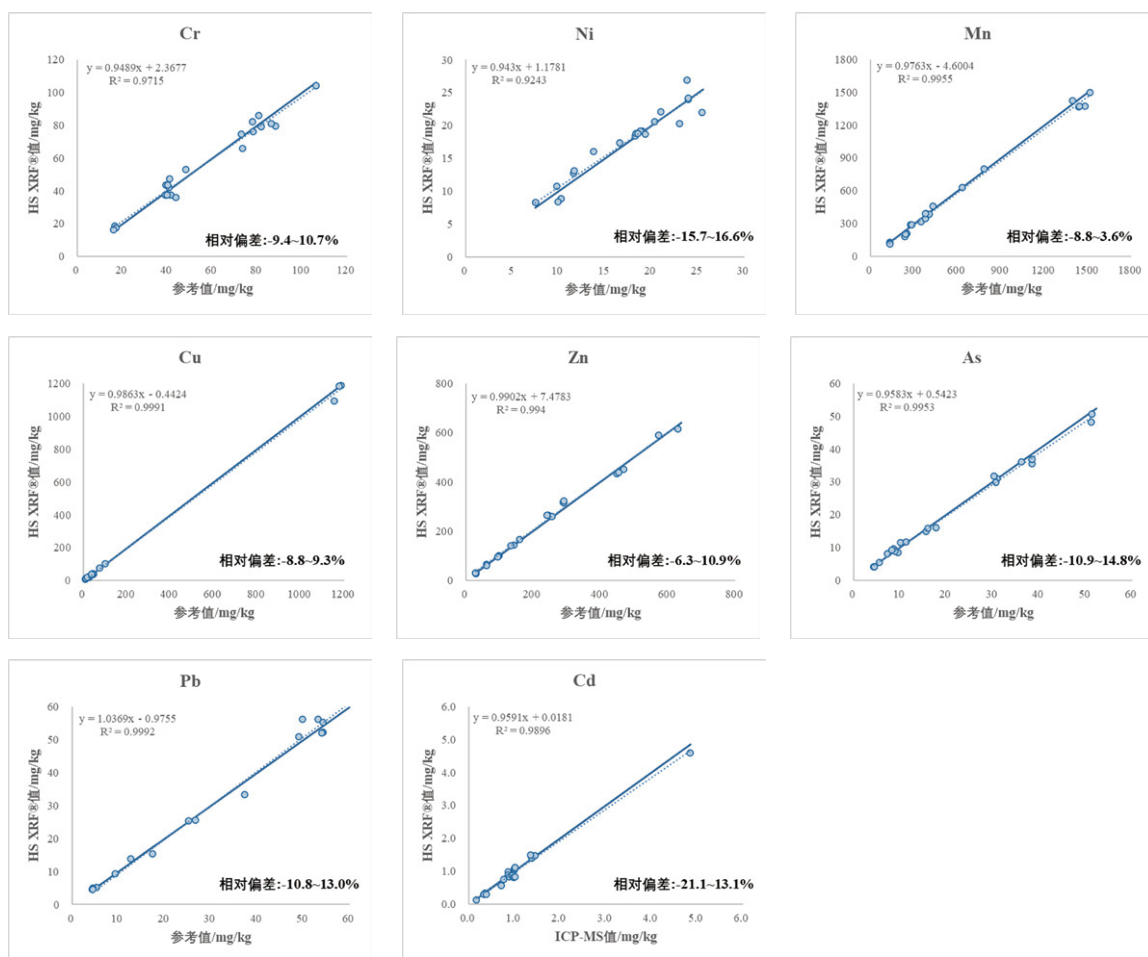 Cr
y = 0.9489x + 2.3677
R² = 0.9715
HS XRF®值/mg/kg
120
100
80
60
40
20
0
0 20 40 60 80 100 120
相对偏差:-9.4~10.7%
参考值/mg/kg
Ni
y = 0.943x + 1.1781
R² = 0.9243
HS XRF®值/mg/kg
30
25
20
15
10
5
0
0 5 10 15 20 25 30
相对偏差:-15.7~16.6%
参考值/mg/kg
Mn
y = 0.9763x - 4.6004
R² = 0.9955
HS XRF®值/mg/kg
1800
1500
1200
900
600
300
0
0 300 600 900 1200 1500 1800
相对偏差:-8.8~3.6%
参考值/mg/kg
Cu
y = 0.9863x - 0.4424
R² = 0.9991
HS XRF®值/mg/kg
1200
1000
800
600
400
200
0
0 200 400 600 800 1000 1200
相对偏差:-8.8~9.3%
参考值/mg/kg
Zn
y = 0.9902x + 7.4783
R² = 0.994
HS XRF®值/mg/kg
800
600
400
200
0
0 200 400 600 800
相对偏差:-6.3~10.9%
参考值/mg/kg
As
y = 0.9583x + 0.5423
R² = 0.9953
HS XRF®值/mg/kg
60
50
40
30
20
10
0
0 10 20 30 40 50 60
相对偏差:-10.9~14.8%
参考值/mg/kg
Pb
y = 1.0369x - 0.9755
R² = 0.9992
HS XRF®值/mg/kg
60
50
40
30
20
10
0
0 10 20 30 40 50 60
相对偏差:-10.8~13.0%
参考值/mg/kg
Cd
y = 0.9591x + 0.0181
R² = 0.9896
HS XRF®值/mg/kg
6.0
5.0
4.0
3.0
2.0
1.0
0.0
0.0 1.0 2.0 3.0 4.0 5.0 6.0
相对偏差:-21.1~13.1%
ICP-MS值/mg/kg